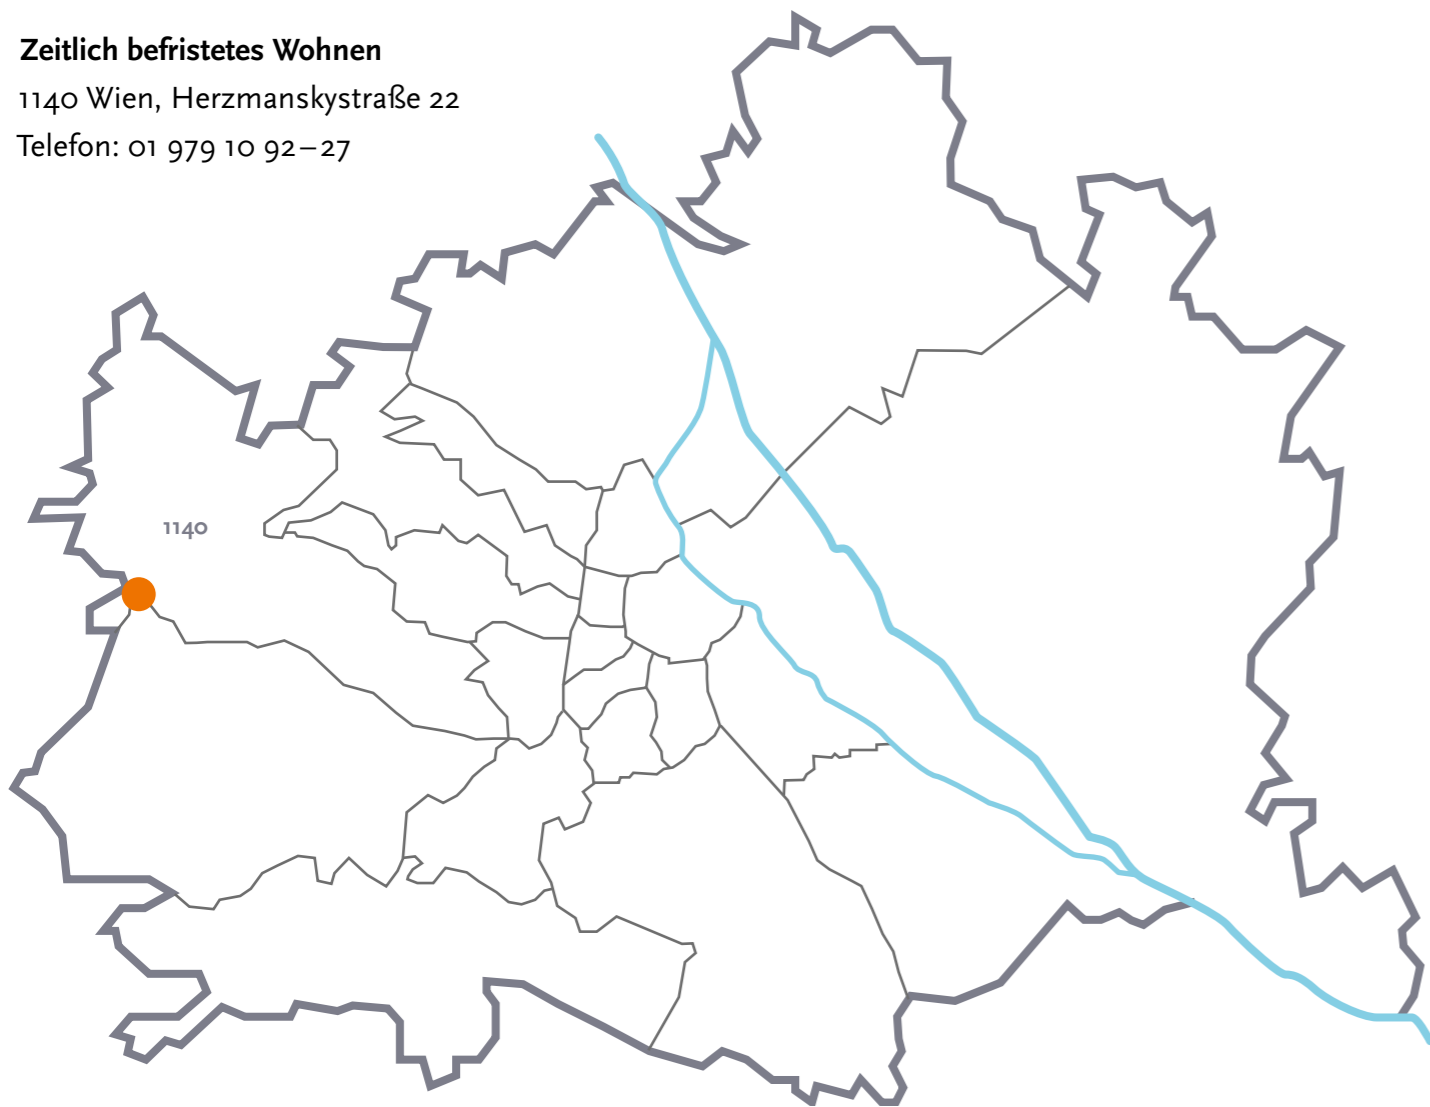 Zeitlich befristetes Wohnen
1140 Wien, Herzmanskystraße 22
Telefon: 01 979 10 92–27
1140